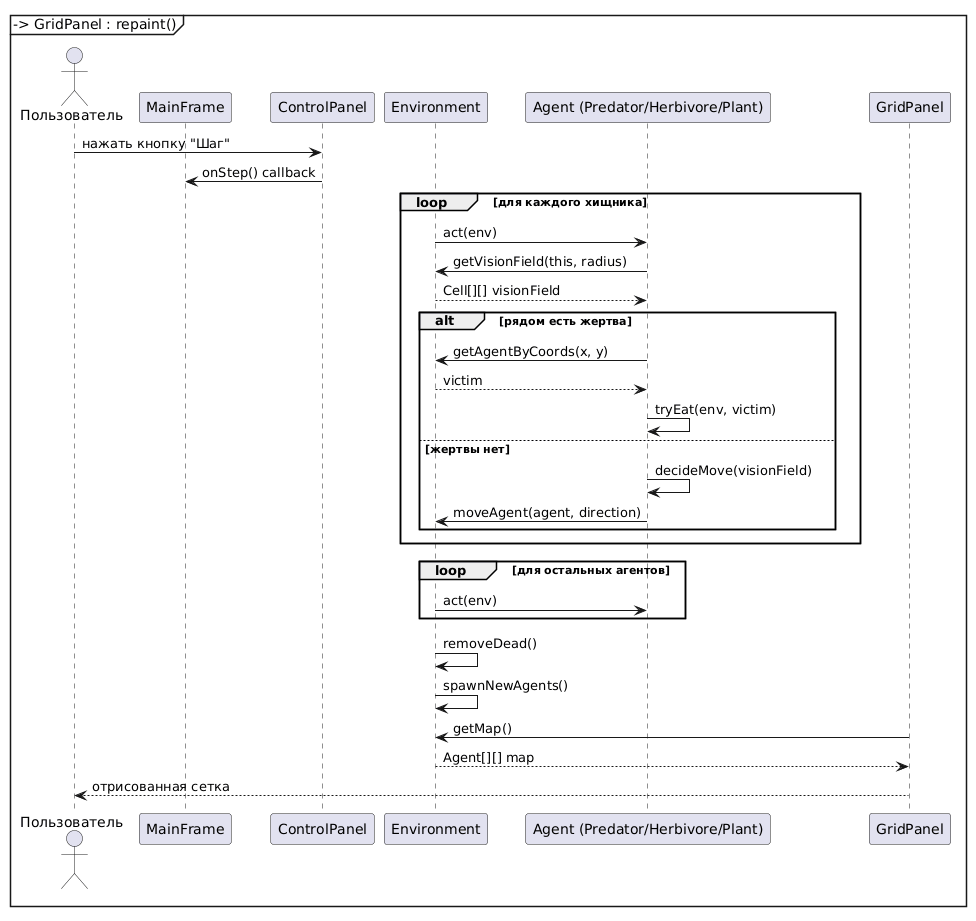 -> GridPanel : repaint()
Пользователь
MainFrame
ControlPanel
Environment
Agent (Predator/Herbivore/Plant)
GridPanel
нажать кнопку "Шаг"
onStep() callback
loop
[для каждого хищника]
act(env)
getVisionField(this, radius)
Cell[][] visionField
alt
[рядом есть жертва]
getAgentByCoords(x, y)
victim
tryEat(env, victim)
[жертвы нет]
decideMove(visionField)
moveAgent(agent, direction)
loop
[для остальных агентов]
act(env)
removeDead()
spawnNewAgents()
getMap()
Agent[][] map
отрисованная сетка
Пользователь
MainFrame
ControlPanel
Environment
Agent (Predator/Herbivore/Plant)
GridPanel